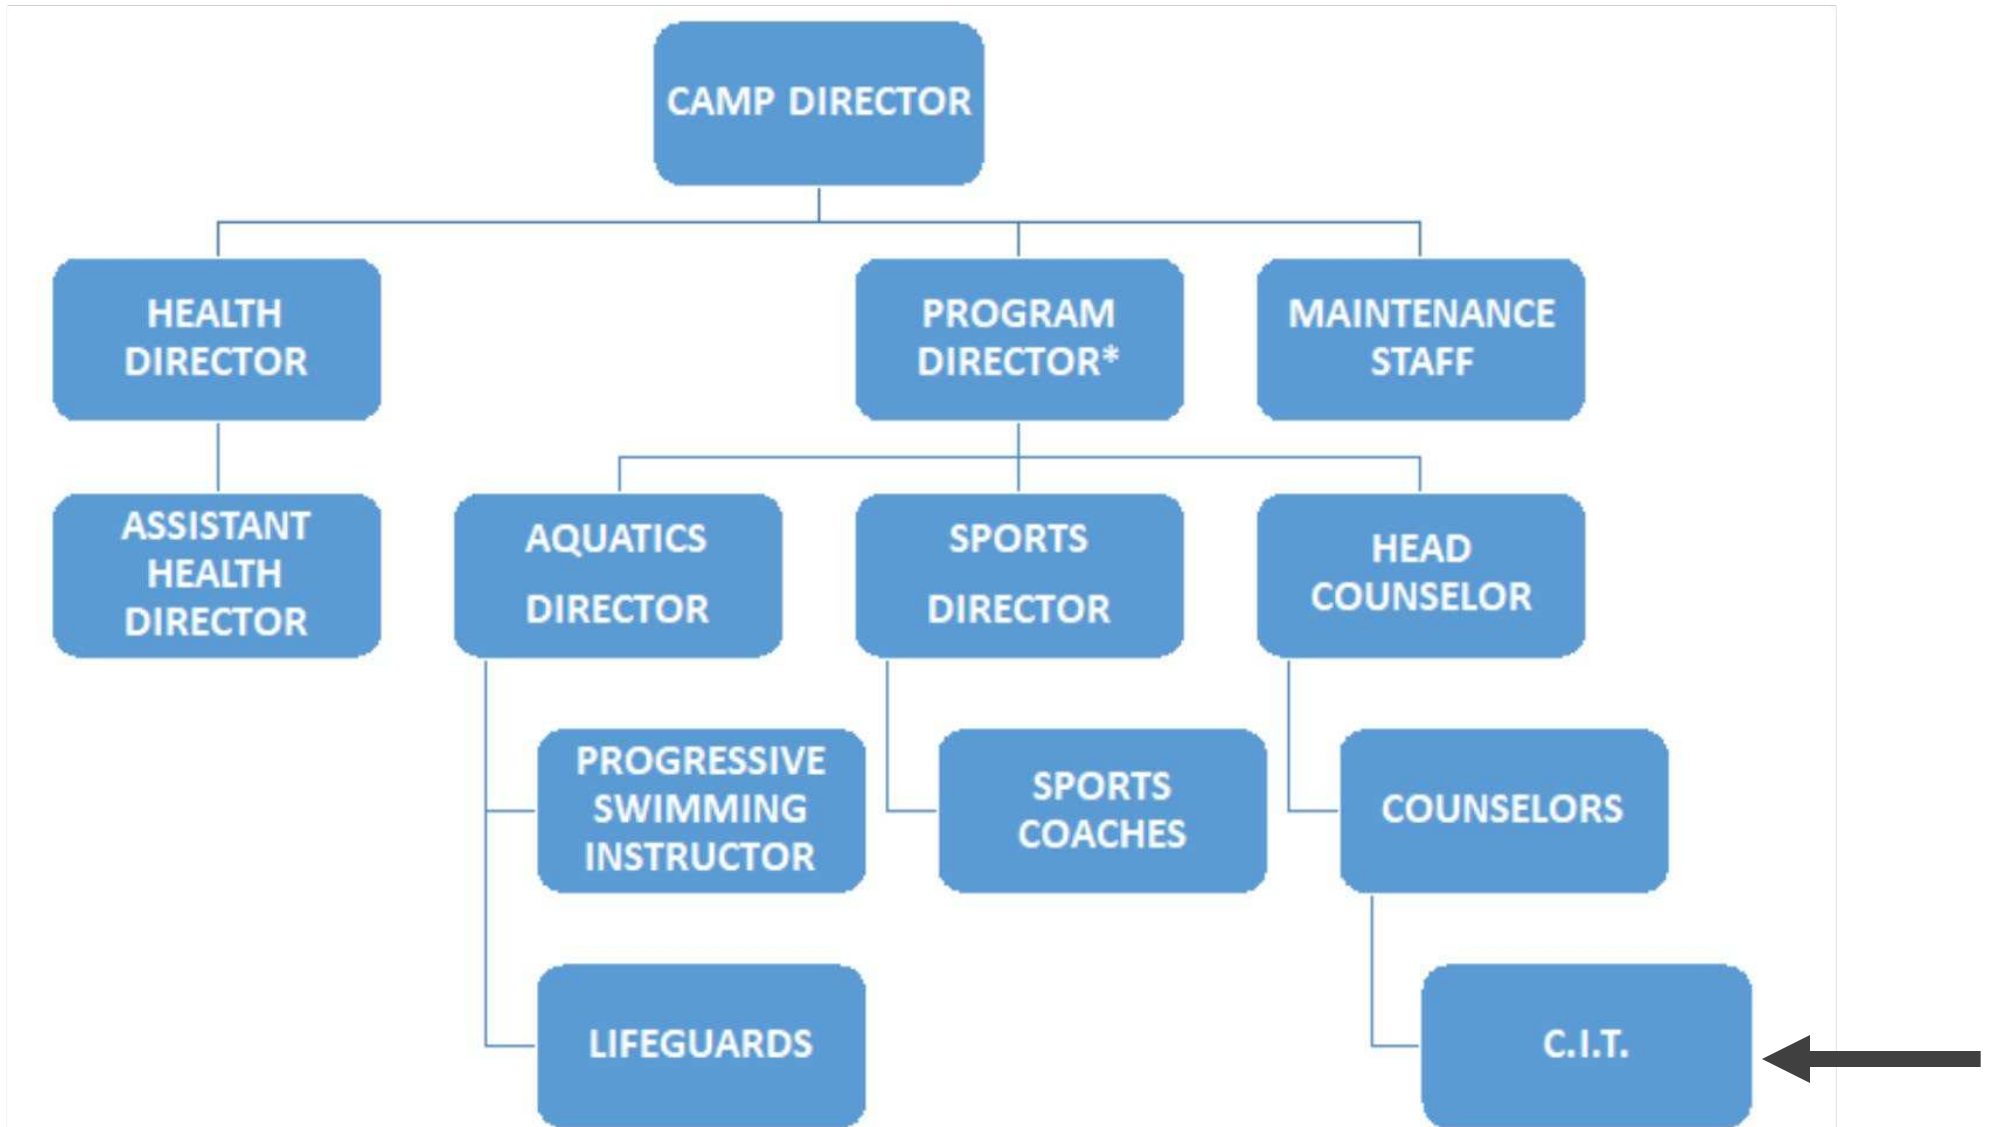 CAMP DIRECTOR
HEALTH
DIRECTOR
PROGRAM
DIRECTOR*
MAINTENANCE
STAFF
ASSISTANT
HEALTH
DIRECTOR
AQUATICS
DIRECTOR
SPORTS
DIRECTOR
HEAD
COUNSELOR
PROGRESSIVE
SWIMMING
INSTRUCTOR
SPORTS
COACHES
COUNSELORS
LIFEGUARDS
C.I.T.